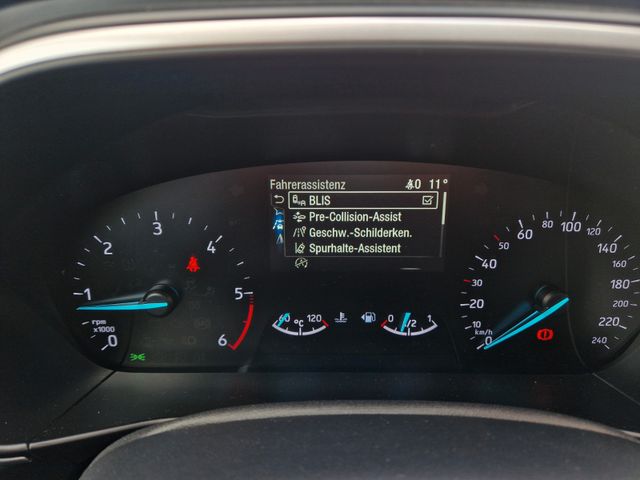 Fahrerassistenz 0 11°
BLIS
Pre-Collision-Assist
Geschw.-Schilderken.
Spurhalte-Assistent
0 1 2 3 4 5 6
rpm
x1000
60 °C 120
0 1/2 1
0 10 20 30 40 50 60 80 100 120 140 160 180 200 220 240
km/h